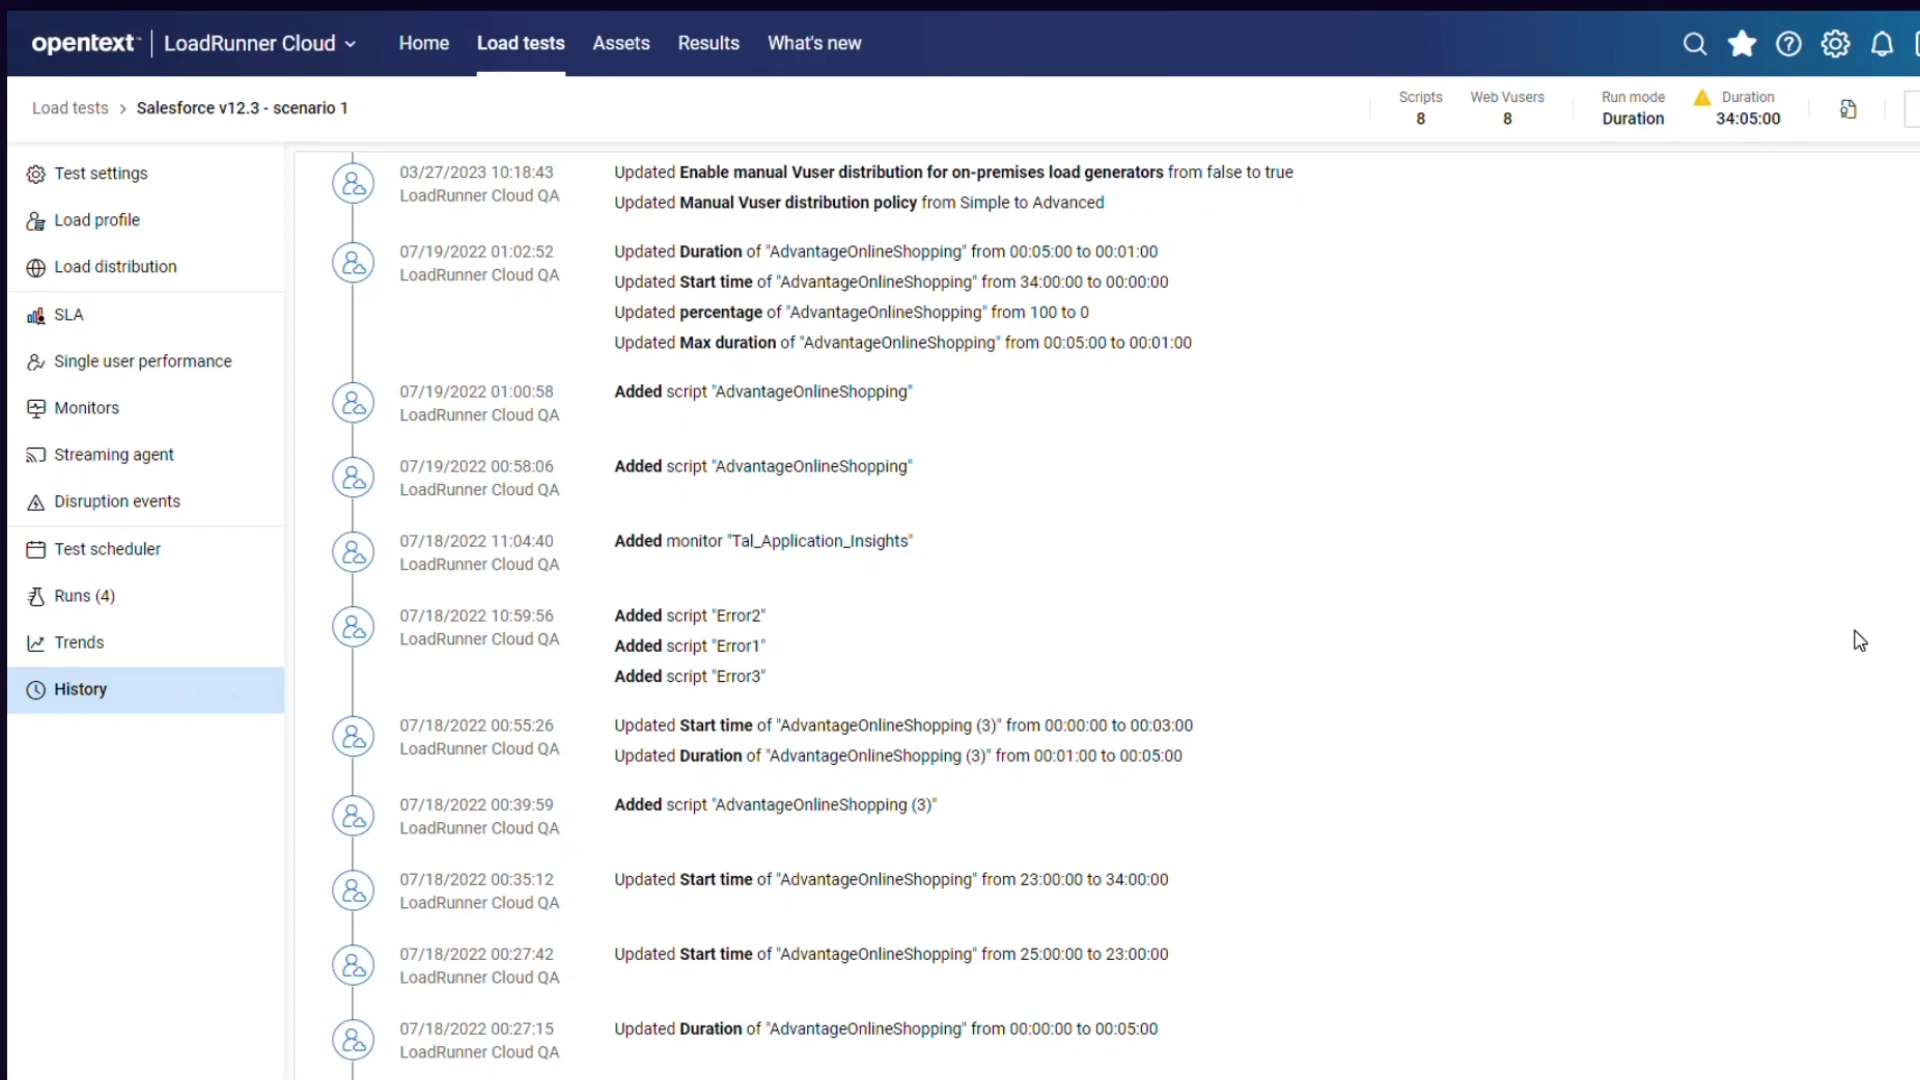 opentext™ | LoadRunner Cloud Home Load tests Assets Results What's new
Load tests > Salesforce v12.3 - scenario 1
Scripts Web Vusers Run mode Duration
8 8 Duration 34:05:00
Test settings
Load profile
Load distribution
SLA
Single user performance
Monitors
Streaming agent
Disruption events
Test scheduler
Runs (4)
Trends
History
03/27/2023 10:18:43
LoadRunner Cloud QA
Updated Enable manual Vuser distribution for on-premises load generators from false to true
Updated Manual Vuser distribution policy from Simple to Advanced
07/19/2022 01:02:52
LoadRunner Cloud QA
Updated Duration of "AdvantageOnlineShopping" from 00:05:00 to 00:01:00
Updated Start time of "AdvantageOnlineShopping" from 34:00:00 to 00:00:00
Updated percentage of "AdvantageOnlineShopping" from 100 to 0
Updated Max duration of "AdvantageOnlineShopping" from 00:05:00 to 00:01:00
07/19/2022 01:00:58
LoadRunner Cloud QA
Added script "AdvantageOnlineShopping"
07/19/2022 00:58:06
LoadRunner Cloud QA
Added script "AdvantageOnlineShopping"
07/18/2022 11:04:40
LoadRunner Cloud QA
Added monitor "Tal_Application_Insights"
07/18/2022 10:59:56
LoadRunner Cloud QA
Added script "Error2"
Added script "Error1"
Added script "Error3"
07/18/2022 00:55:26
LoadRunner Cloud QA
Updated Start time of "AdvantageOnlineShopping (3)" from 00:00:00 to 00:03:00
Updated Duration of "AdvantageOnlineShopping (3)" from 00:01:00 to 00:05:00
07/18/2022 00:39:59
LoadRunner Cloud QA
Added script "AdvantageOnlineShopping (3)"
07/18/2022 00:35:12
LoadRunner Cloud QA
Updated Start time of "AdvantageOnlineShopping" from 23:00:00 to 34:00:00
07/18/2022 00:27:42
LoadRunner Cloud QA
Updated Start time of "AdvantageOnlineShopping" from 25:00:00 to 23:00:00
07/18/2022 00:27:15
LoadRunner Cloud QA
Updated Duration of "AdvantageOnlineShopping" from 00:00:00 to 00:05:00